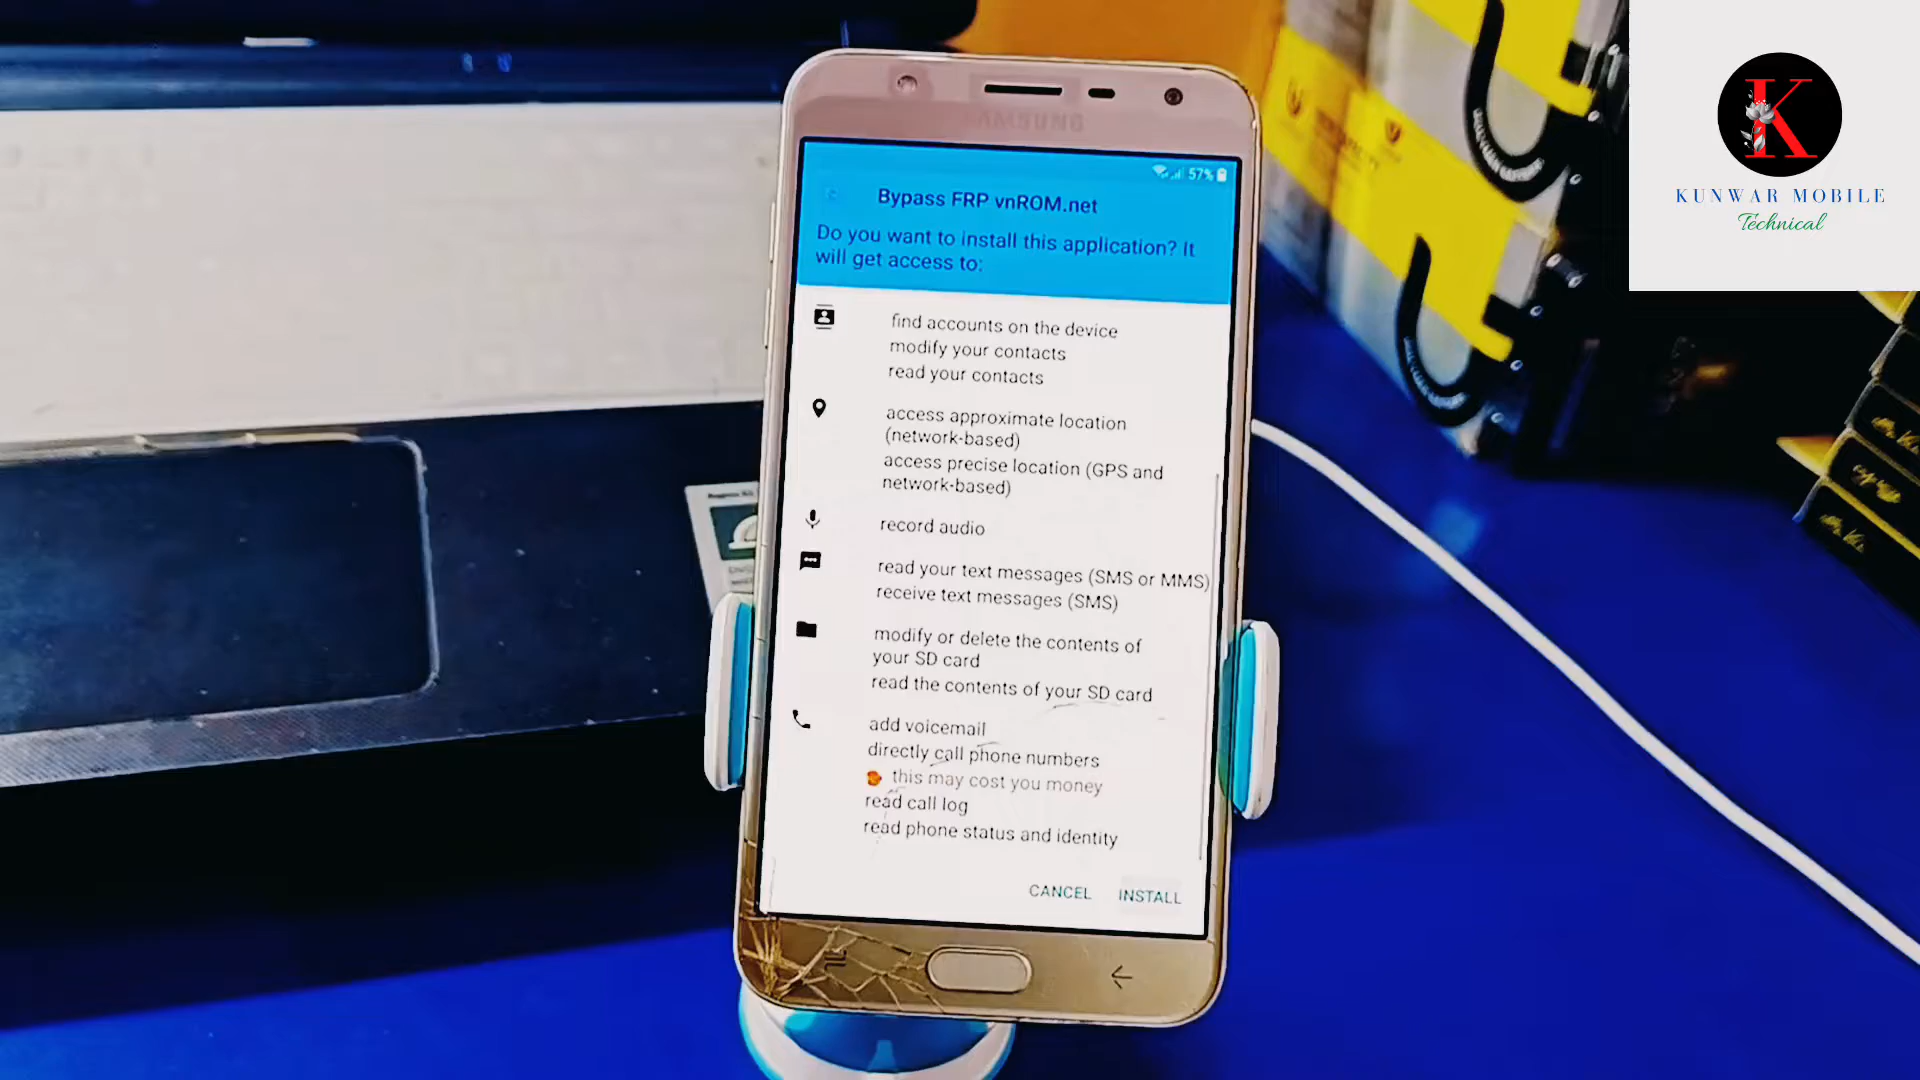 KUNWAR MOBILE
Technical
SAMSUNG
57%
Bypass FRP vnROM.net
Do you want to install this application? It
will get access to:
find accounts on the device
modify your contacts
read your contacts
access approximate location
(network-based)
access precise location (GPS and
network-based)
record audio
read your text messages (SMS or MMS)
receive text messages (SMS)
modify or delete the contents of
your SD card
read the contents of your SD card
add voicemail
directly call phone numbers
this may cost you money
read call log
read phone status and identity
CANCEL INSTALL